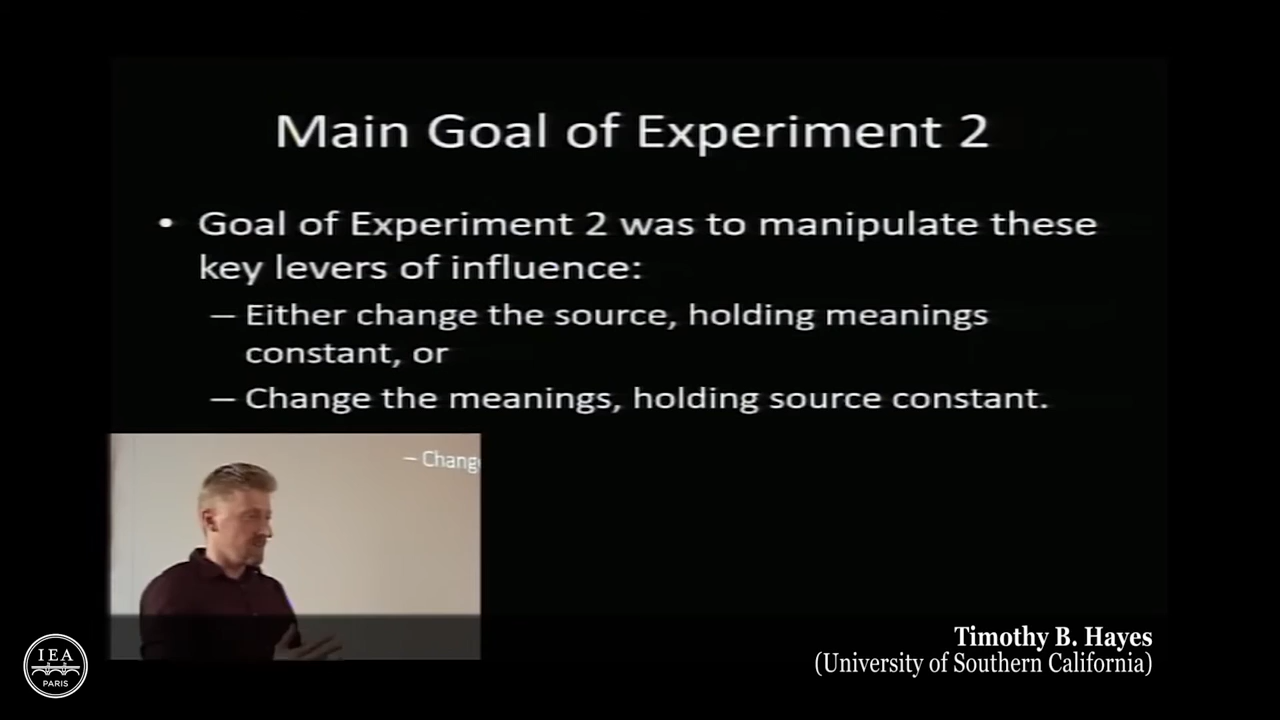 Main Goal of Experiment 2
• Goal of Experiment 2 was to manipulate these
key levers of influence:
– Either change the source, holding meanings
constant, or
– Change the meanings, holding source constant.
– Chang
Timothy B. Hayes
(University of Southern California)
IEA
PARIS